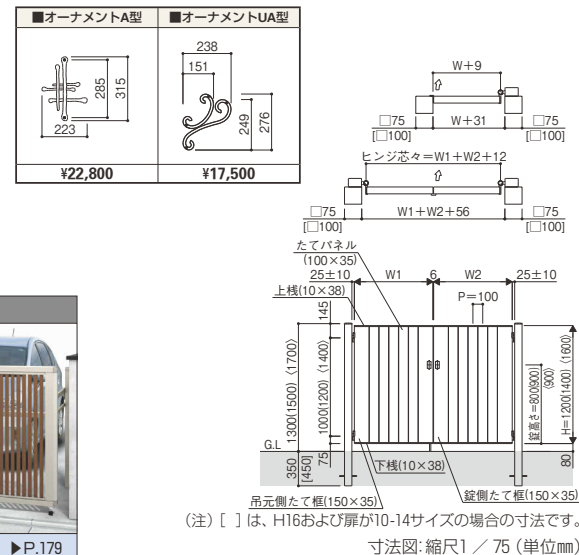 ■オーナメントA型
■オーナメントUA型
285
315
223
238
151
249
276
¥22,800
¥17,500
W+9
□75
[□100]
W+31
□75
[□100]
ヒンジ芯々=W1+W2+12
□75
[□100]
W1+W2+56
□75
[□100]
たてパネル
(100×35)
25±10
W1
6
W2
25±10
上桟(10×38)
P=100
145
1300(1500)〈1700〉
1000(1200)〈1400〉
錠高さ=800(900)
〈900〉
H=1200(1400)〈1600〉
G.L
350
[450]
75
80
下桟(10×38)
吊元側たて框(150×35)
錠側たて框(150×35)
(注)[ ]は、H16および扉が10-14サイズの場合の寸法です。
寸法図:縮尺1/75(単位㎜)
▶P.179